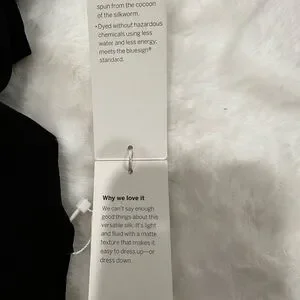 spun from the cocoon
of the silkworm.
• Dyed without hazardous
chemicals using less
water and less energy,
meets the bluesign®
standard.
Why we love it
We can't say enough
good things about this
versatile silk. It's light
and fluid with a matte
texture that makes it
easy to dress up—or
dress down.